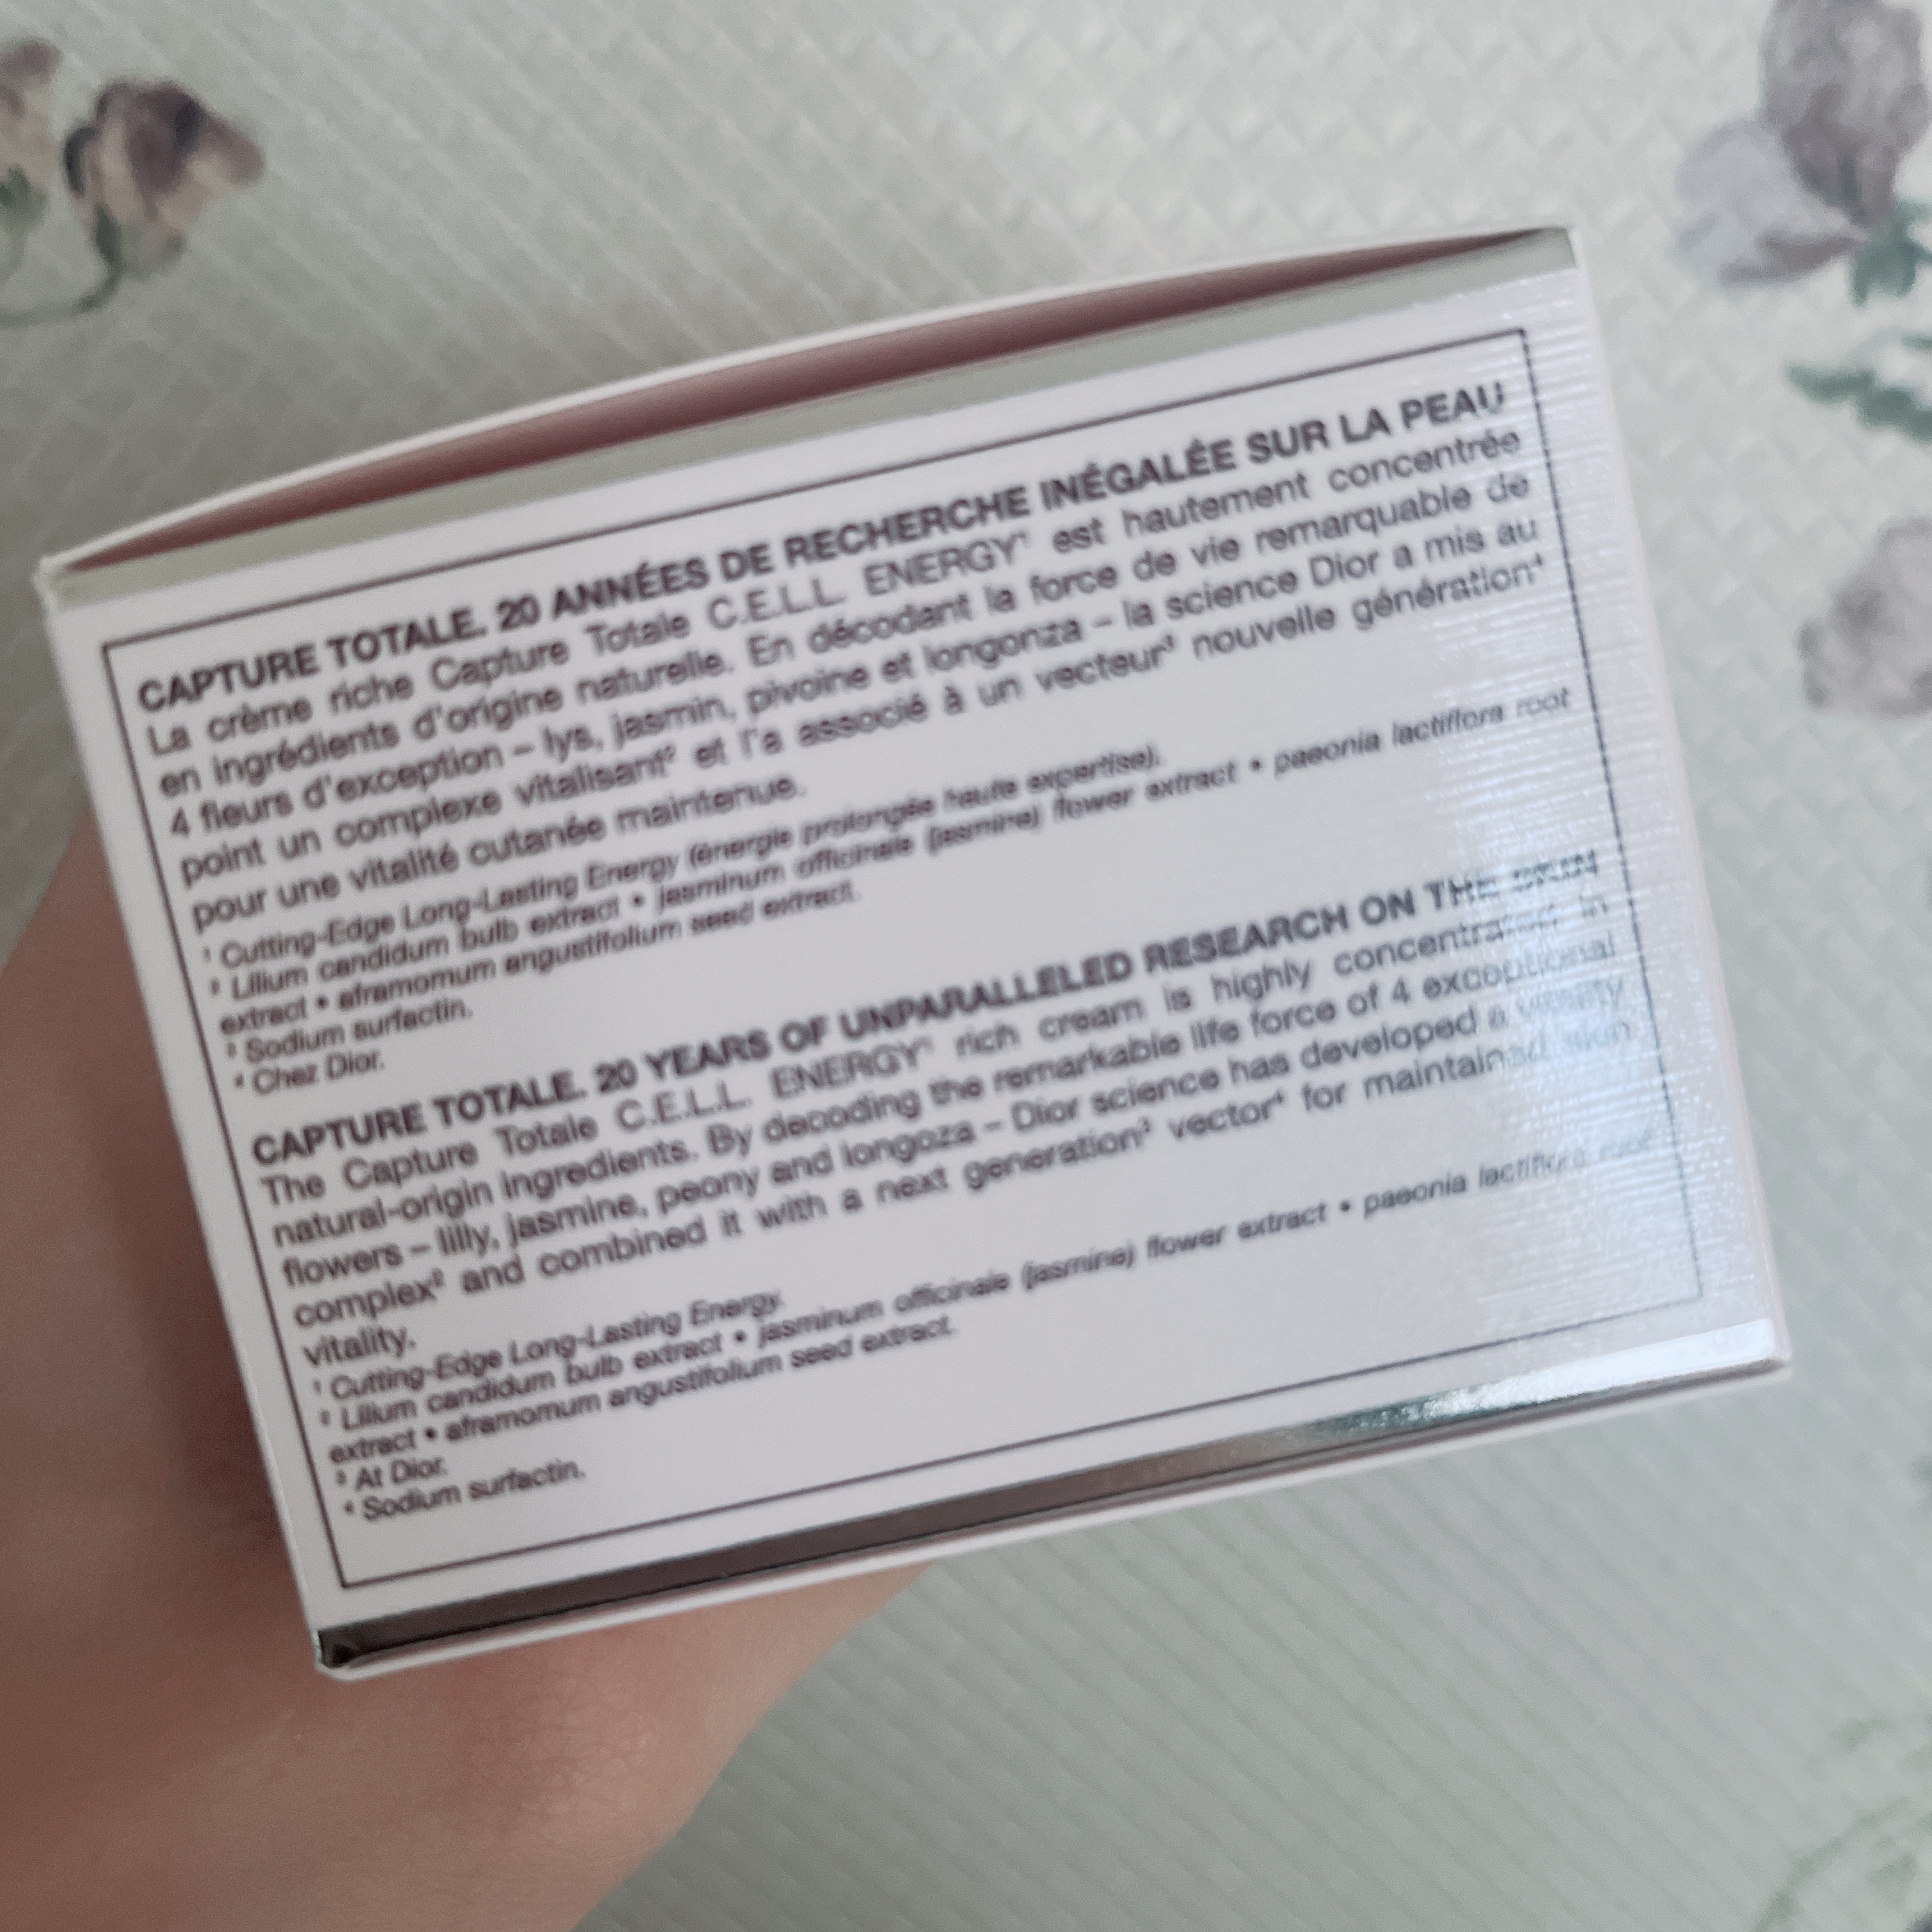 CAPTURE TOTALE. 20 ANNÉES DE RECHERCHE INÉGALÉE SUR LA PEAU
La crème riche Capture Totale C.E.L.L. ENERGY¹ est hautement concentrée
en ingrédients d'origine naturelle. En décodant la force de vie remarquable de
4 fleurs d'exception – lys, jasmin, pivoine et longonza – la science Dior a mis au
point un complexe vitalisant² et l'a associé à un vecteur³ nouvelle génération⁴
pour une vitalité cutanée maintenue.
¹ Cutting-Edge Long-Lasting Energy (énergie prolongée haute expertise).
² Lilium candidum bulb extract • jasminum officinale (jasmine) flower extract • paeonia lactiflora root
extract • aframomum angustifolium seed extract.
³ Sodium surfactin.
⁴ Chez Dior.
CAPTURE TOTALE. 20 YEARS OF UNPARALLELED RESEARCH ON THE SKIN
The Capture Totale C.E.L.L. ENERGY¹ rich cream is highly concentrated in
natural-origin ingredients. By decoding the remarkable life force of 4 exceptional
flowers – lilly, jasmine, peony and longoza – Dior science has developed a vitality
complex² and combined it with a next generation³ vector⁴ for maintained skin
vitality.
¹ Cutting-Edge Long-Lasting Energy.
² Lilium candidum bulb extract • jasminum officinale (jasmine) flower extract • paeonia lactiflora root
extract • aframomum angustifolium seed extract.
³ At Dior.
⁴ Sodium surfactin.